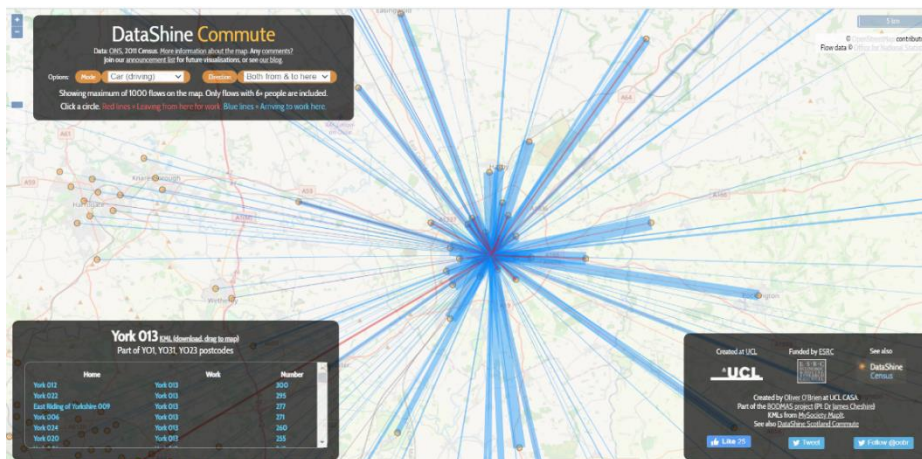 DataShine Commute
Data: ONS, 2011 Census. More information about the map. Any comments?
Join our announcement list for future visualisations, or see our blog.
Options: Mode Car (driving) Direction Both from & to here
Showing maximum of 1000 flows on the map. Only flows with 6+ people are included.
Click a circle. Red lines = Leaving from here for work. Blue lines = Arriving to work here.
5 km
© OpenStreetMap contributo
Flow data © Office for National Statis
Harrogate
Wetherby
York 013 KML (download, drag to map)
Part of YO1, YO31, YO23 postcodes
Home Work Number
York 012 York 013 300
York 022 York 013 295
East Riding of Yorkshire 009 York 013 277
York 006 York 013 271
York 024 York 013 260
York 020 York 013 255
Created at UCL
Funded by ESRC
See also
UCL
E S R C
DataShine
Census
Created by Oliver O'Brien at UCL CASA
Part of the BODMAS project (PI: Dr James Cheshire)
KMLs from MySociety MapIt.
See also DataShine Scotland Commute
Like 25
Tweet
Follow @oobr